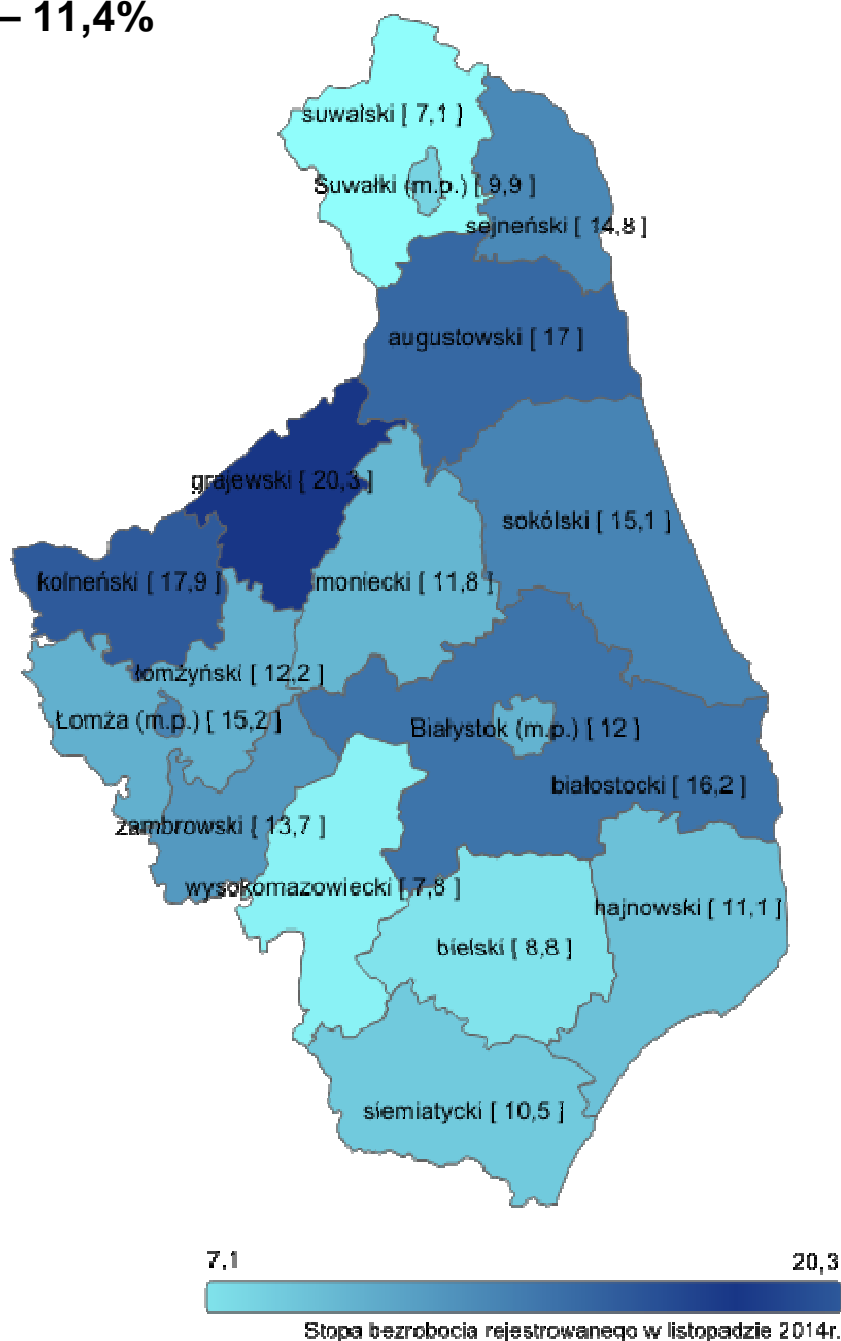 – 11,4%
suwalski [ 7,1 ]
Suwałki (m.p.) [ 9,9 ]
sejneński [ 14,8 ]
augustowski [ 17 ]
grajewski [ 20,3 ]
sokólski [ 15,1 ]
kolneński [ 17,9 ]
moniecki [ 11,8 ]
łomżyński [ 12,2 ]
Łomża (m.p.) [ 15,2 ]
Białystok (m.p.) [ 12 ]
białostocki [ 16,2 ]
zambrowski [ 13,7 ]
wysokomazowiecki [ 7,8 ]
hajnowski [ 11,1 ]
bielski [ 8,8 ]
siemiatycki [ 10,5 ]
7,1
20,3
Stopa bezrobocia rejestrowanego w listopadzie 2014r.